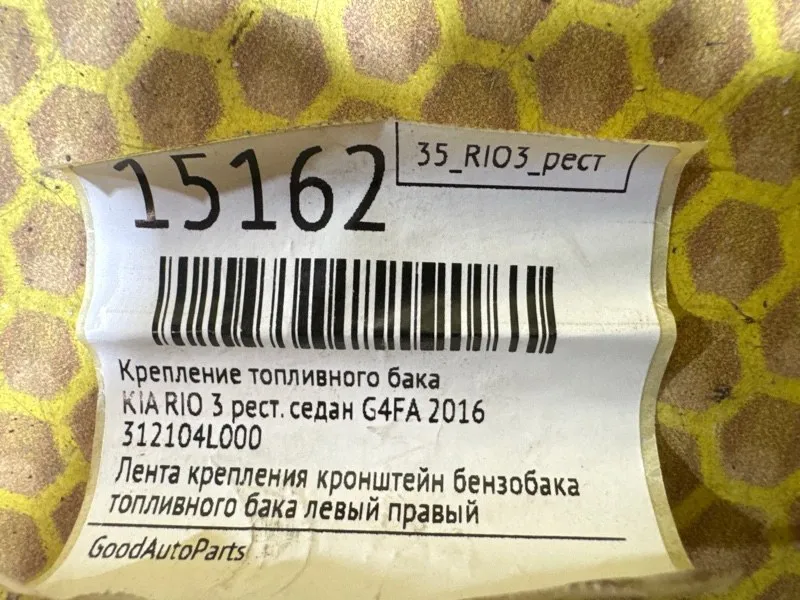 15162
35_RIO3_рест
Крепление топливного бака
KIA RIO 3 рест. седан G4FA 2016
312104L000
Лента крепления кронштейн бензобака
топливного бака левый правый
GoodAutoParts